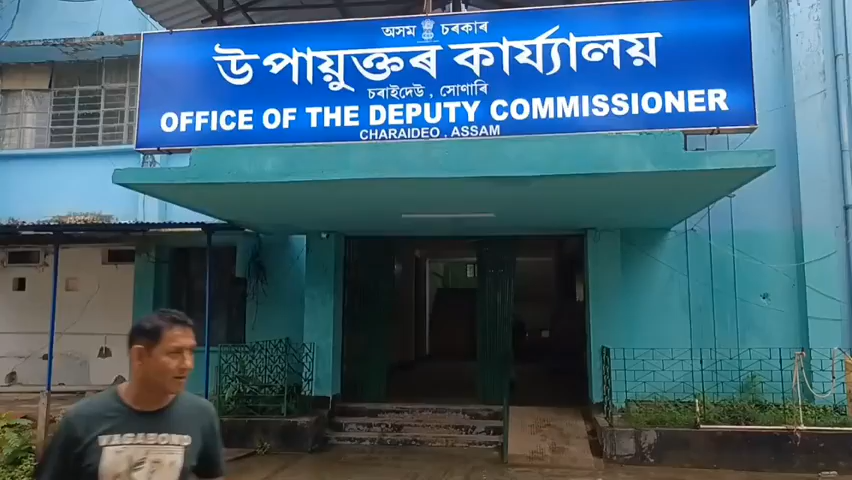 অসম চৰকাৰ
উপায়ুক্তৰ কাৰ্য্যালয়
চৰাইদেউ , সোণাৰি
OFFICE OF THE DEPUTY COMMISSIONER
CHARAIDEO , ASSAM
VAGABOND